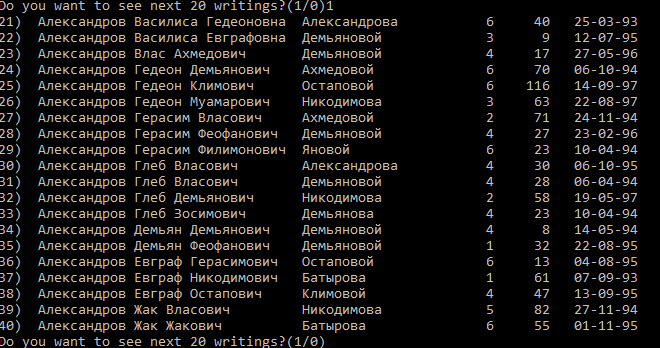 Do you want to see next 20 writings?(1/0)1
21) Александров Василиса Гедеоновна Александрова 6 40 25-03-93
22) Александров Василиса Евграфовна Демьяновой 3 9 12-07-95
23) Александров Влас Ахмедович Демьяновой 4 17 27-05-96
24) Александров Гедеон Демьянович Ахмедовой 6 70 06-10-94
25) Александров Гедеон Климович Остаповой 6 116 14-09-97
26) Александров Гедеон Муамарович Никодимова 3 63 22-08-97
27) Александров Герасим Власович Ахмедовой 2 71 24-11-94
28) Александров Герасим Феофанович Демьяновой 4 27 23-02-96
29) Александров Герасим Филимонович Яновой 6 23 10-04-94
30) Александров Глеб Власович Александрова 4 30 06-10-95
31) Александров Глеб Власович Демьяновой 4 28 06-04-94
32) Александров Глеб Демьянович Никодимова 2 58 19-05-97
33) Александров Глеб Зосимович Демьянова 4 23 10-04-94
34) Александров Демьян Демьянович Демьяновой 4 8 14-05-94
35) Александров Демьян Феофанович Демьяновой 1 32 22-08-95
36) Александров Евграф Герасимович Остаповой 6 13 04-08-95
37) Александров Евграф Никодимович Батырова 1 61 07-09-93
38) Александров Евграф Остапович Климовой 4 47 13-09-95
39) Александров Жак Власович Никодимова 5 82 27-11-94
40) Александров Жак Жакович Батырова 6 55 01-11-95
Do you want to see next 20 writings?(1/0)